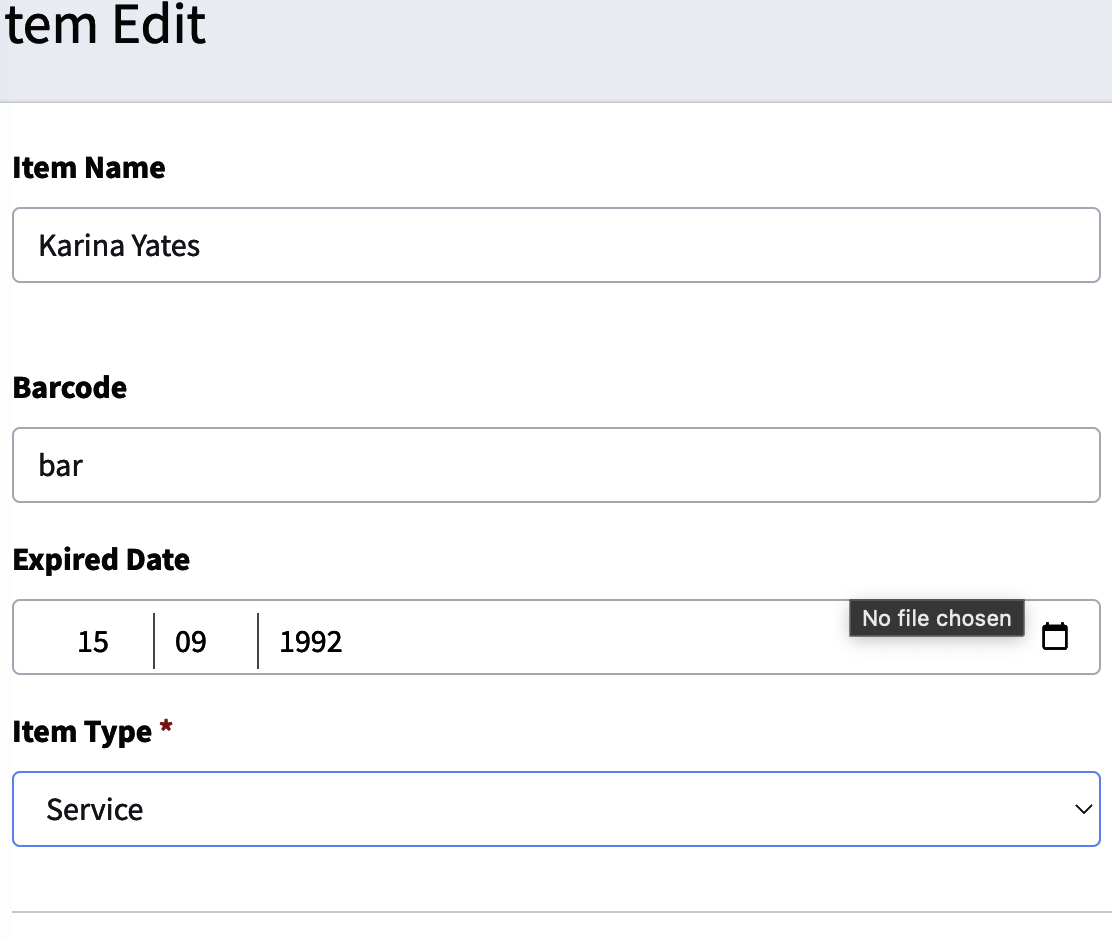 tem Edit
Item Name
Karina Yates
Barcode
bar
Expired Date
15 09 1992
No file chosen
Item Type *
Service